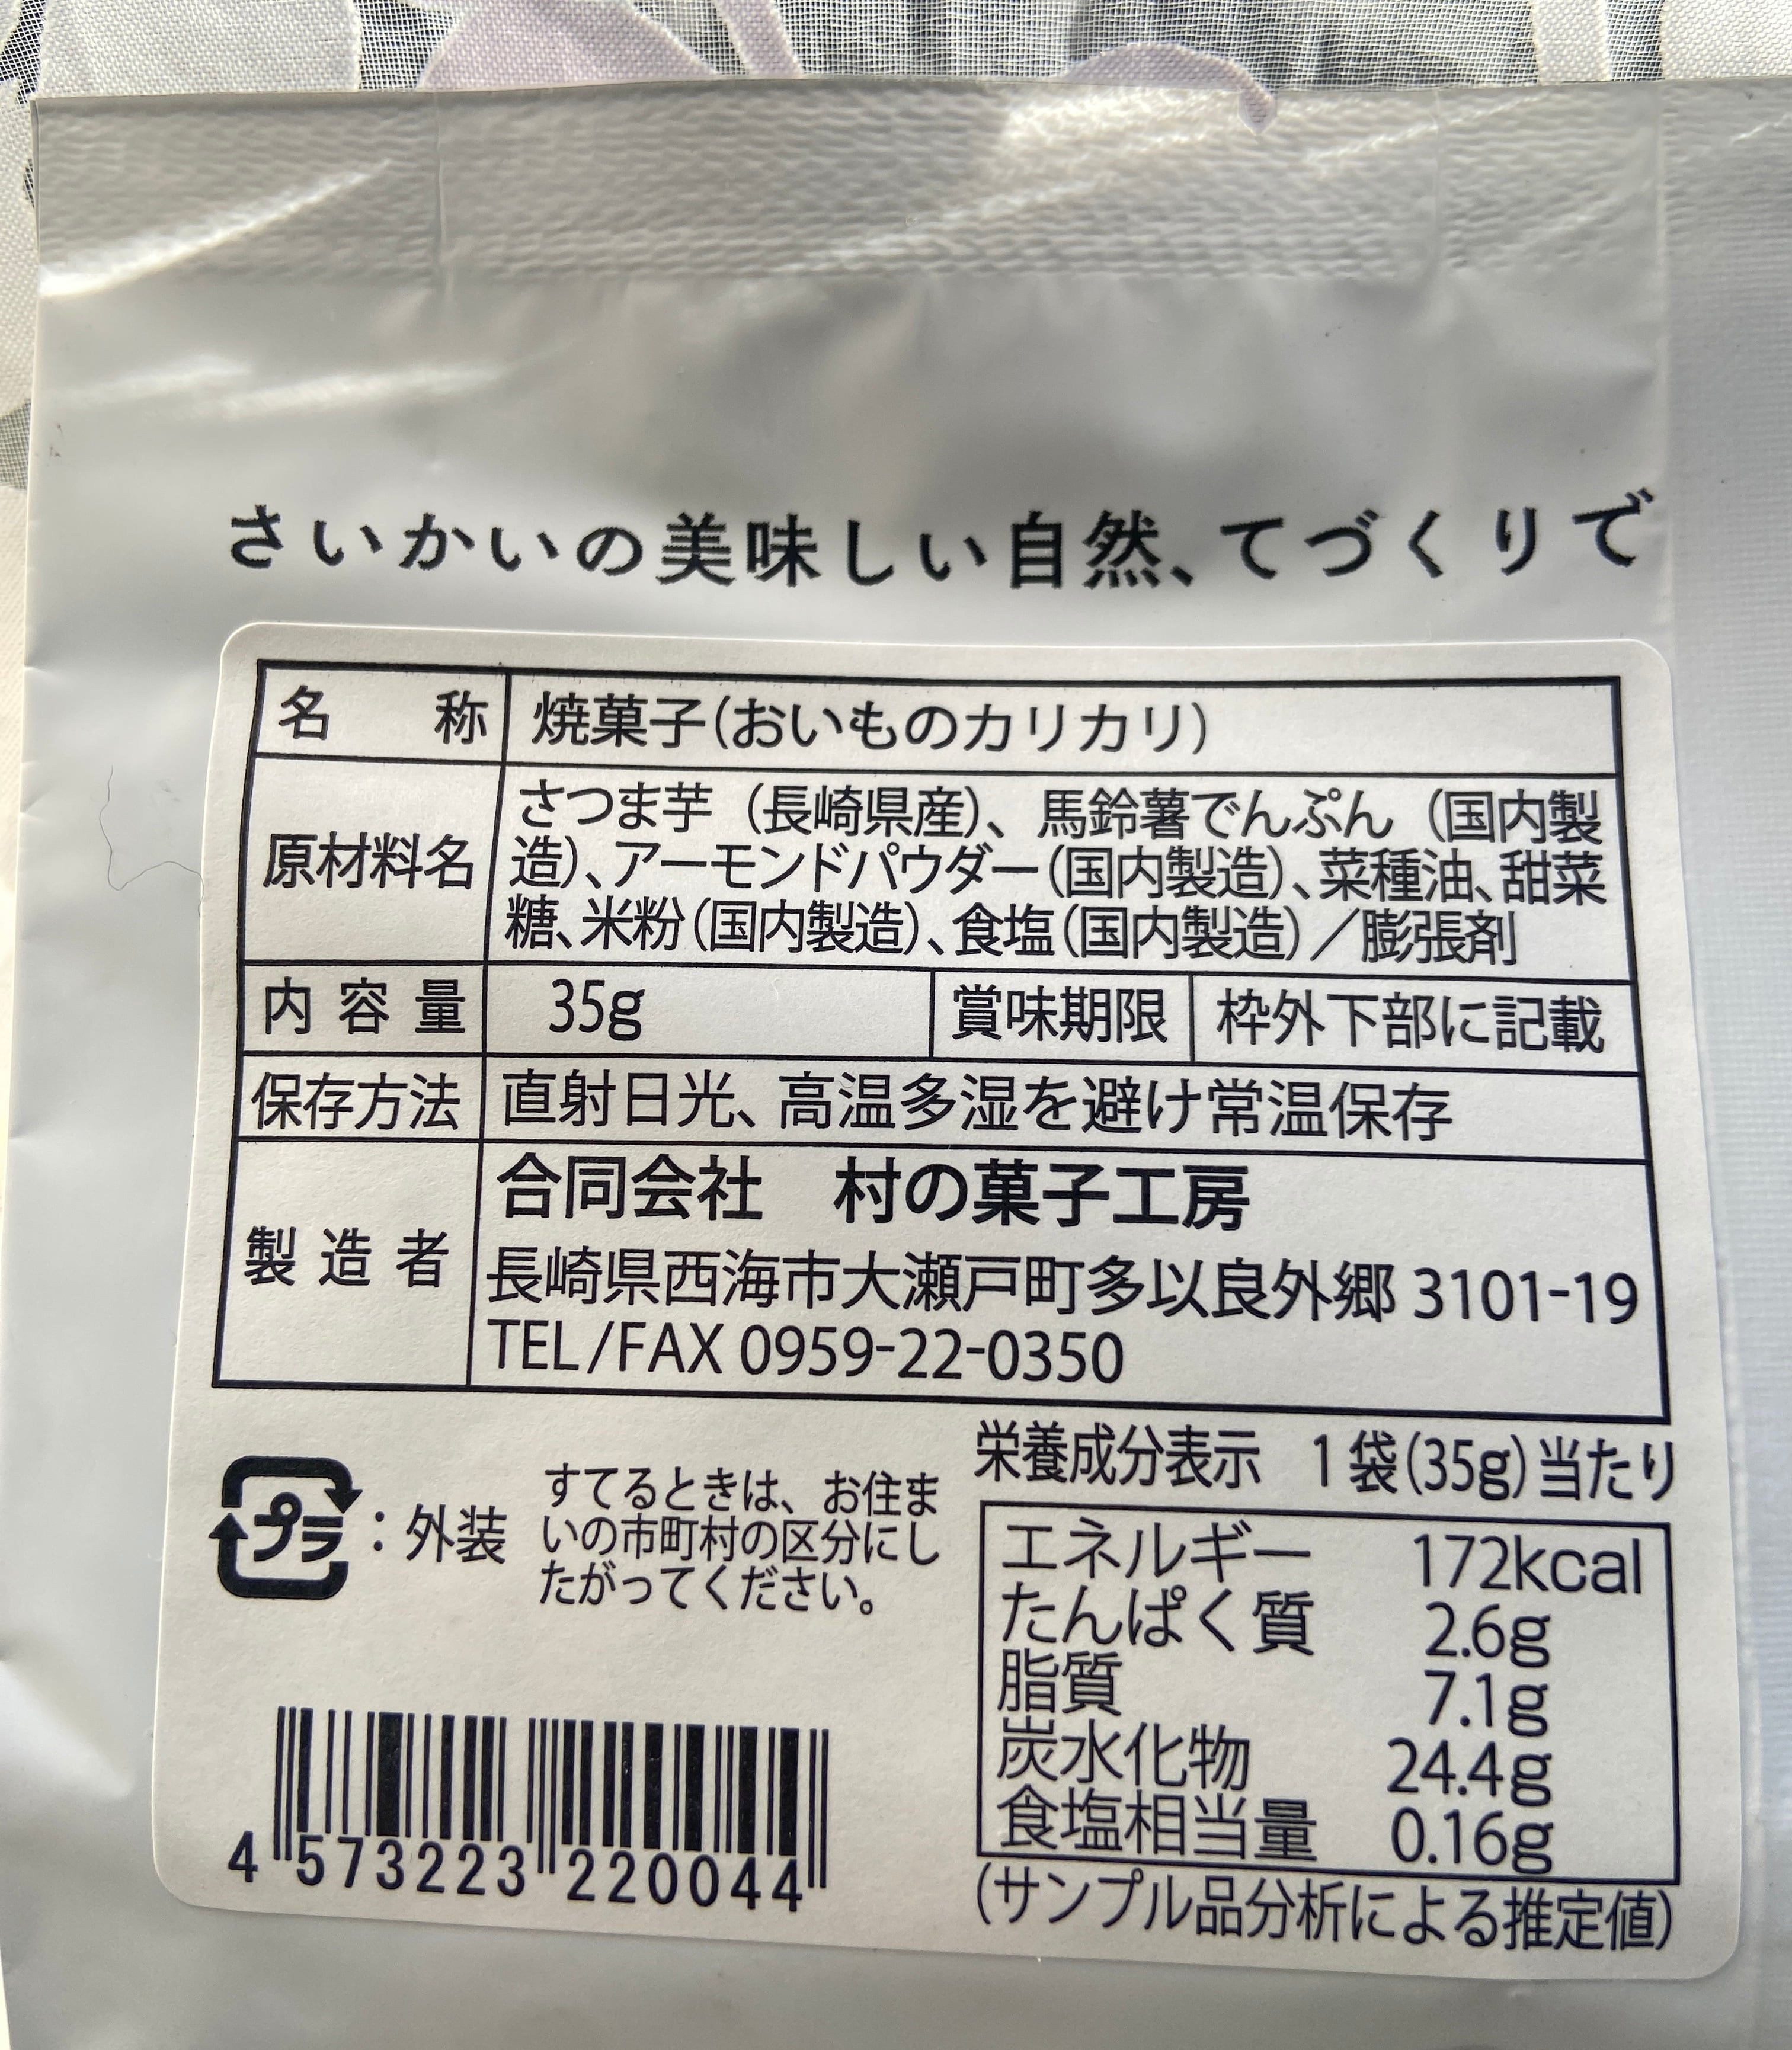 さいかいの美味しい自然、てづくりで
名　称 焼菓子(おいものカリカリ)
原材料名
さつま芋（長崎県産）、馬鈴薯でんぷん（国内製
造）、アーモンドパウダー(国内製造)、菜種油、甜菜
糖、米粉(国内製造)、食塩(国内製造)／膨張剤
内容量 35g 賞味期限 枠外下部に記載
保存方法 直射日光、高温多湿を避け常温保存
製造者
合同会社　村の菓子工房
長崎県西海市大瀬戸町多以良外郷 3101-19
TEL/FAX 0959-22-0350
プラ：外装
すてるときは、お住ま
いの市町村の区分にし
たがってください。
栄養成分表示 1袋(35g)当たり
エネルギー 172kcal
たんぱく質 2.6g
脂質 7.1g
炭水化物 24.4g
食塩相当量 0.16g
(サンプル品分析による推定値)
4 573223 220044